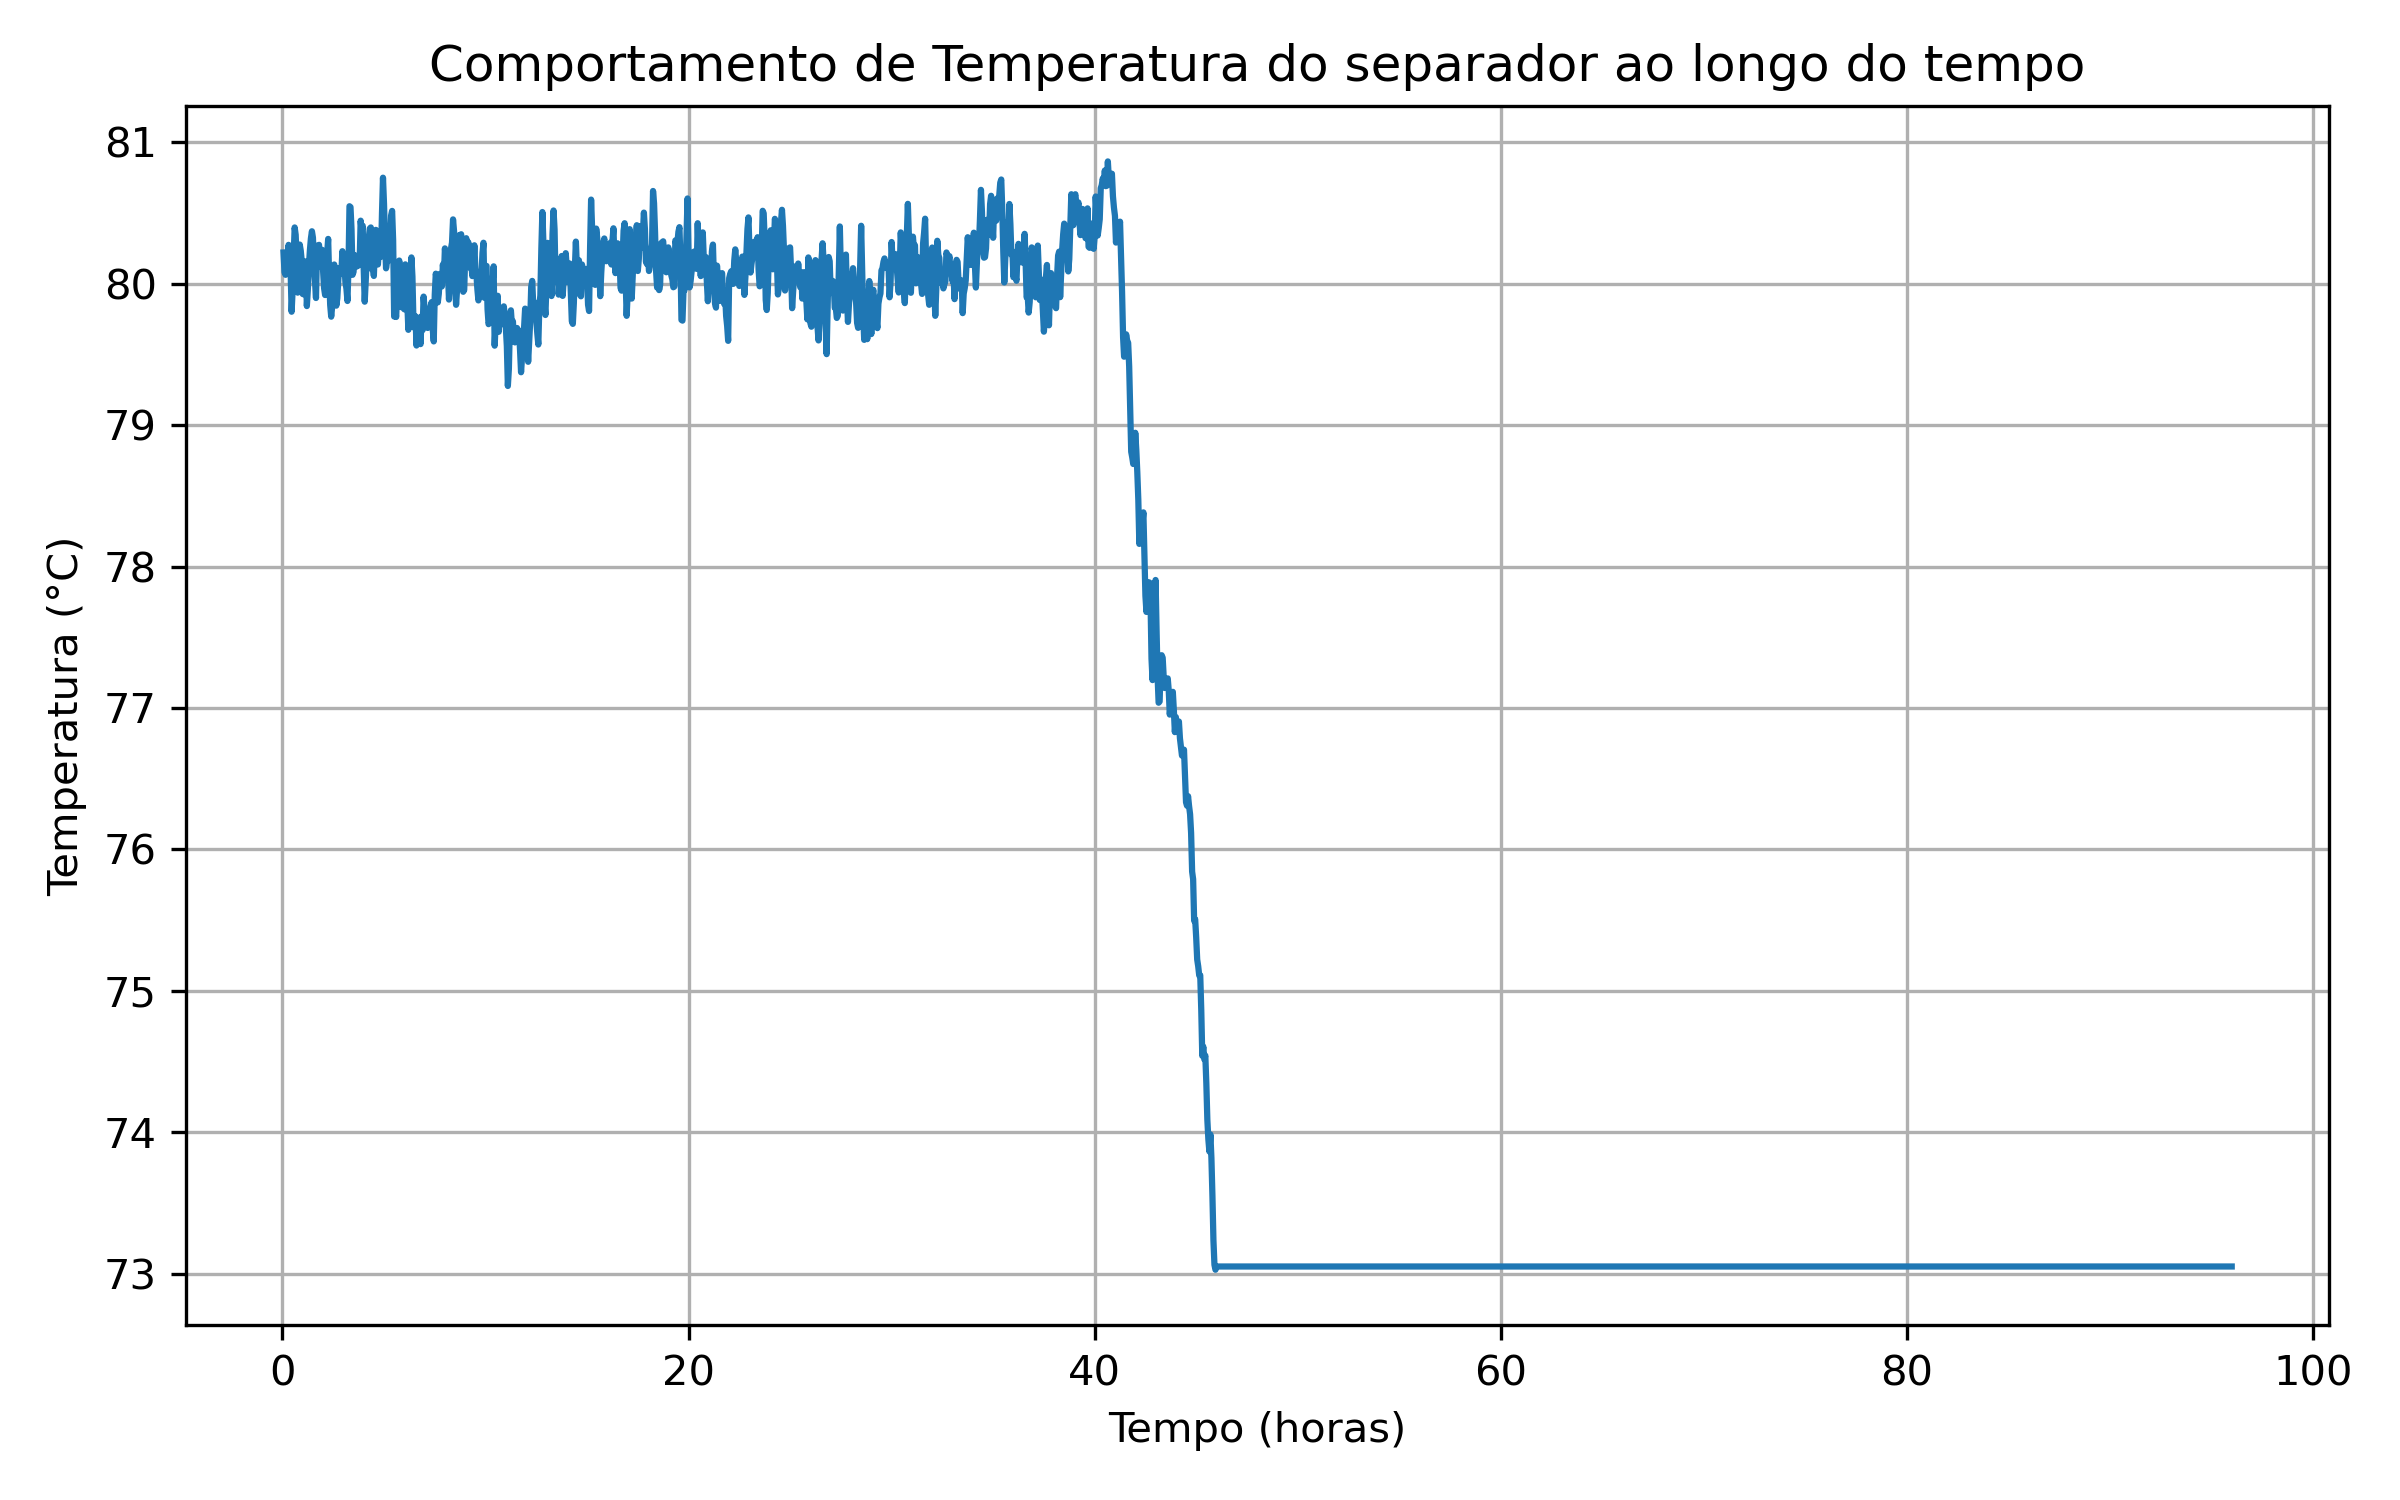 Comportamento de Temperatura do separador ao longo do tempo
81
80
79
78
77
76
75
74
73
Temperatura (°C)
0 20 40 60 80 100
Tempo (horas)